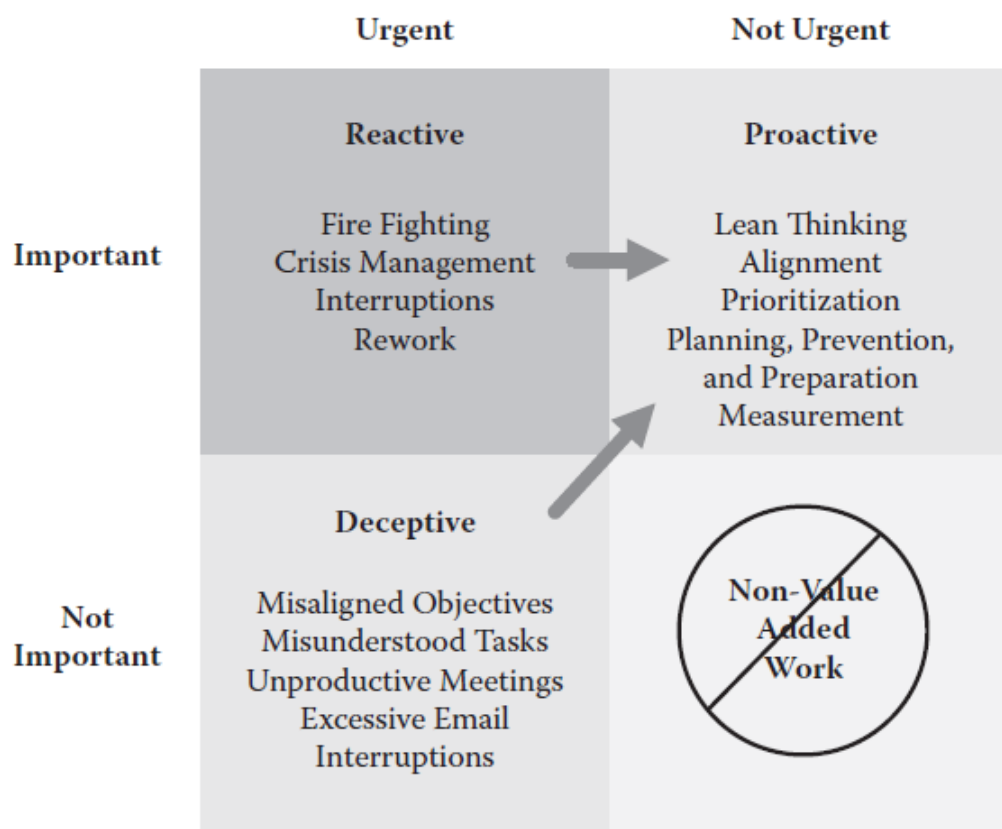 Urgent
Not Urgent
Important
Reactive
Fire Fighting
Crisis Management
Interruptions
Rework
Proactive
Lean Thinking
Alignment
Prioritization
Planning, Prevention,
and Preparation
Measurement
Not
Important
Deceptive
Misaligned Objectives
Misunderstood Tasks
Unproductive Meetings
Excessive Email
Interruptions
Non-Value
Added
Work